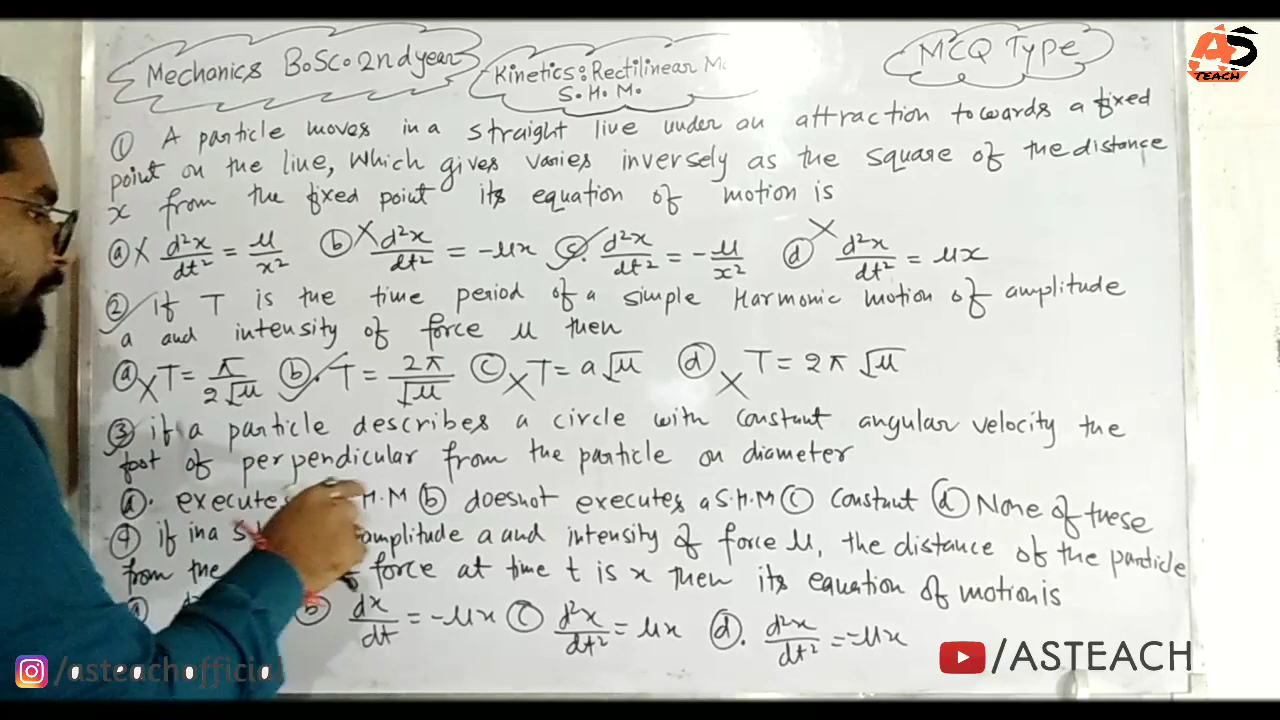 Mechanics B.Sc. 2nd year
Kinetics: Rectilinear M
S.H.M.
MCQ Type
AS
TEACH
① A particle moves in a straight live under an attraction towards a fixed
point on the line, which gives varies inversely as the square of the distance
x from the fixed point its equation of motion is
ⓐ d²x/dt² = μ/x² ⓑ d²x/dt² = -μx ⓒ. d²x/dt² = -μ/x² ⓓ d²x/dt² = μx
② if T is the time period of a simple Harmonic motion of amplitude
a and intensity of force μ then
ⓐ T = π/2√μ ⓑ. T = 2π/√μ ⓒ T = a√μ ⓓ T = 2π√μ
③ if a particle describes a circle with constant angular velocity the
foot of perpendicular from the particle on diameter
ⓐ. executes H.M ⓑ doesnot executes a S.H.M ⓒ Constant ⓓ None of these
④ if in a S amplitude a and intensity of force μ, the distance of the particle
from the force at time t is x then its equation of motion is
ⓑ dx/dt = -μx ⓒ d²x/dt² = μx ⓓ. d²x/dt² = -μx
/asteachofficial
/ASTEACH